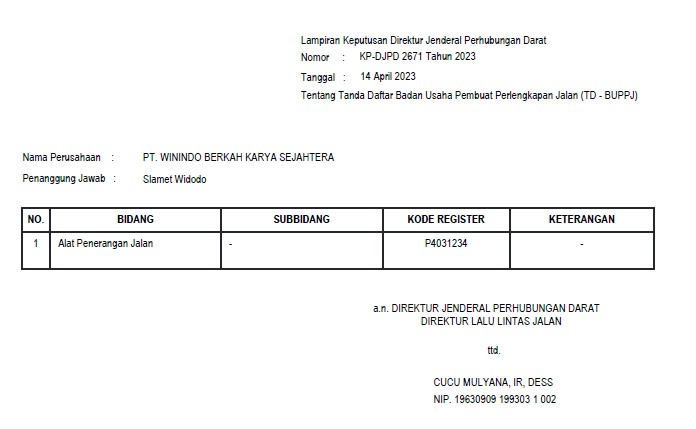 Lampiran Keputusan Direktur Jenderal Perhubungan Darat
Nomor : KP-DJPD 2671 Tahun 2023
Tanggal : 14 April 2023
Tentang Tanda Daftar Badan Usaha Pembuat Perlengkapan Jalan (TD - BUPPJ)
Nama Perusahaan : PT. WININDO BERKAH KARYA SEJAHTERA
Penanggung Jawab : Slamet Widodo
NO. BIDANG SUBBIDANG KODE REGISTER KETERANGAN
1 Alat Penerangan Jalan - P4031234 -
a.n. DIREKTUR JENDERAL PERHUBUNGAN DARAT
DIREKTUR LALU LINTAS JALAN
ttd.
CUCU MULYANA, IR, DESS
NIP. 19630909 199303 1 002